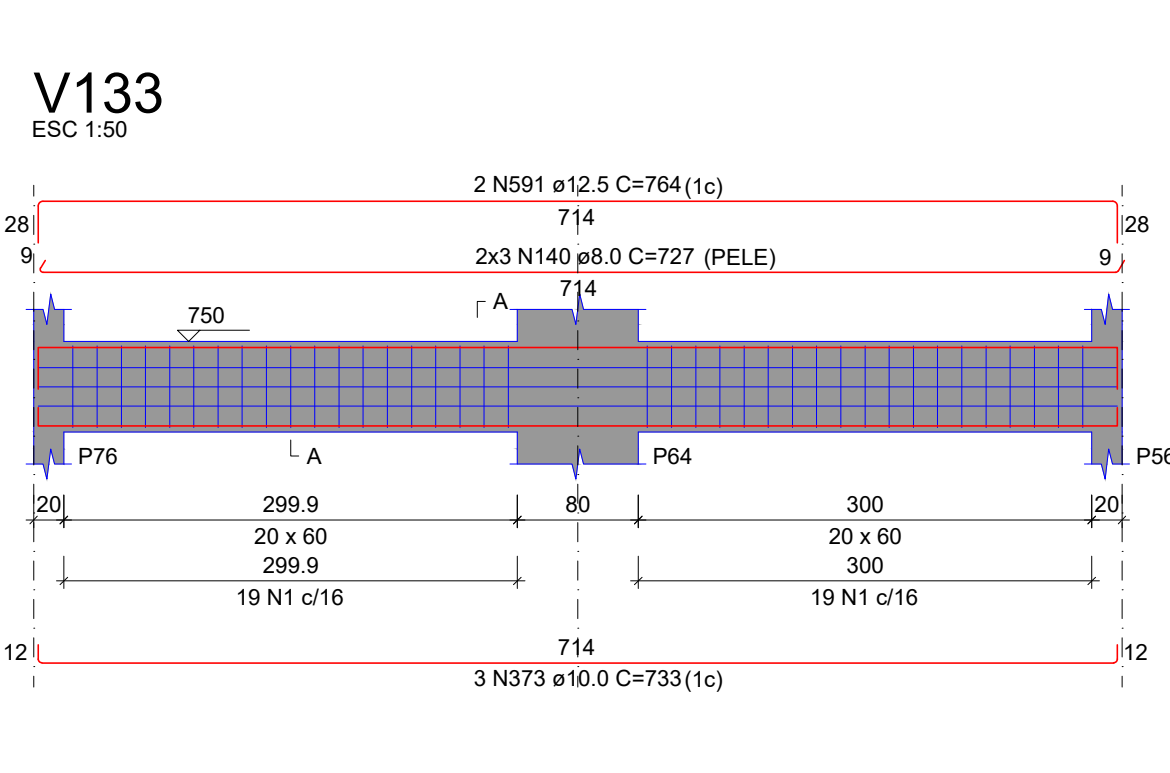 V133
ESC 1:50
2 N591 ø12.5 C=764 (1c)
28 714 28
9 2x3 N140 ø8.0 C=727 (PELE) 9
714
A
750
P76 A P64 P56
20 299.9 80 300 20
20 x 60 20 x 60
299.9 300
19 N1 c/16 19 N1 c/16
12 714 12
3 N373 ø10.0 C=733 (1c)